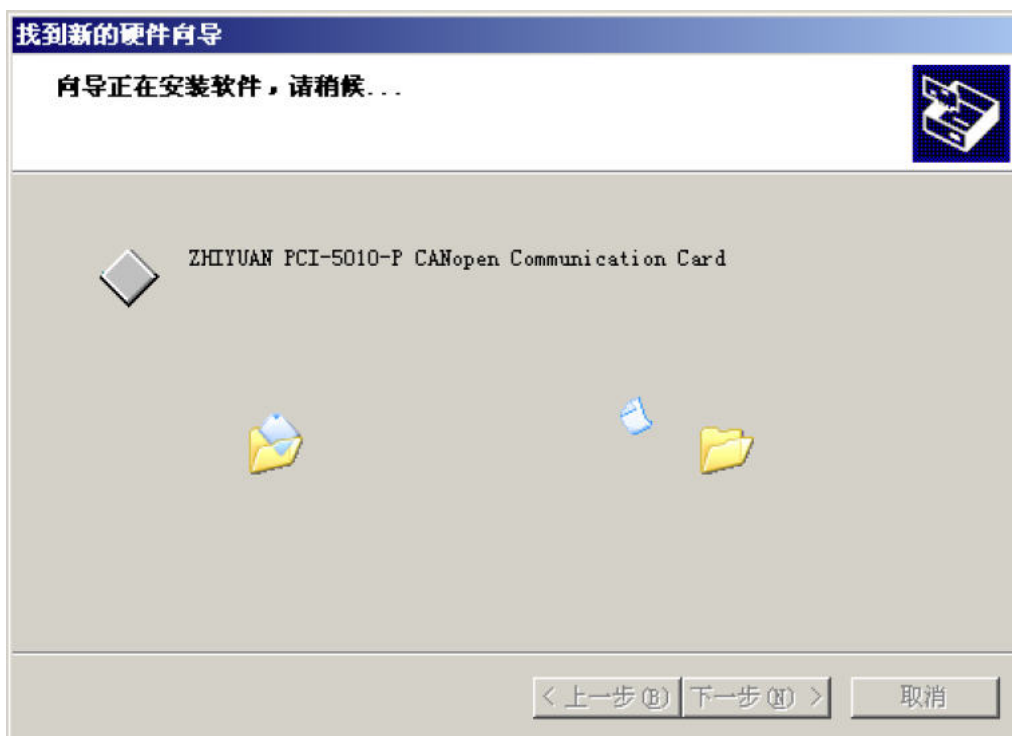 找到新的硬件向导
向导正在安装软件，请稍候...
ZHIYUAN PCI-5010-P CANopen Communication Card
< 上一步(B) 下一步(N) > 取消